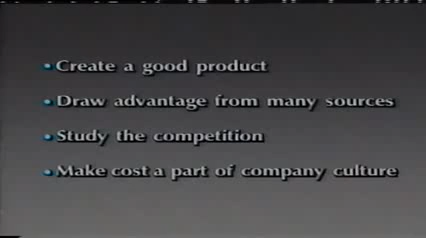 • Create a good product
• Draw advantage from many sources
• Study the competition
• Make cost a part of company culture